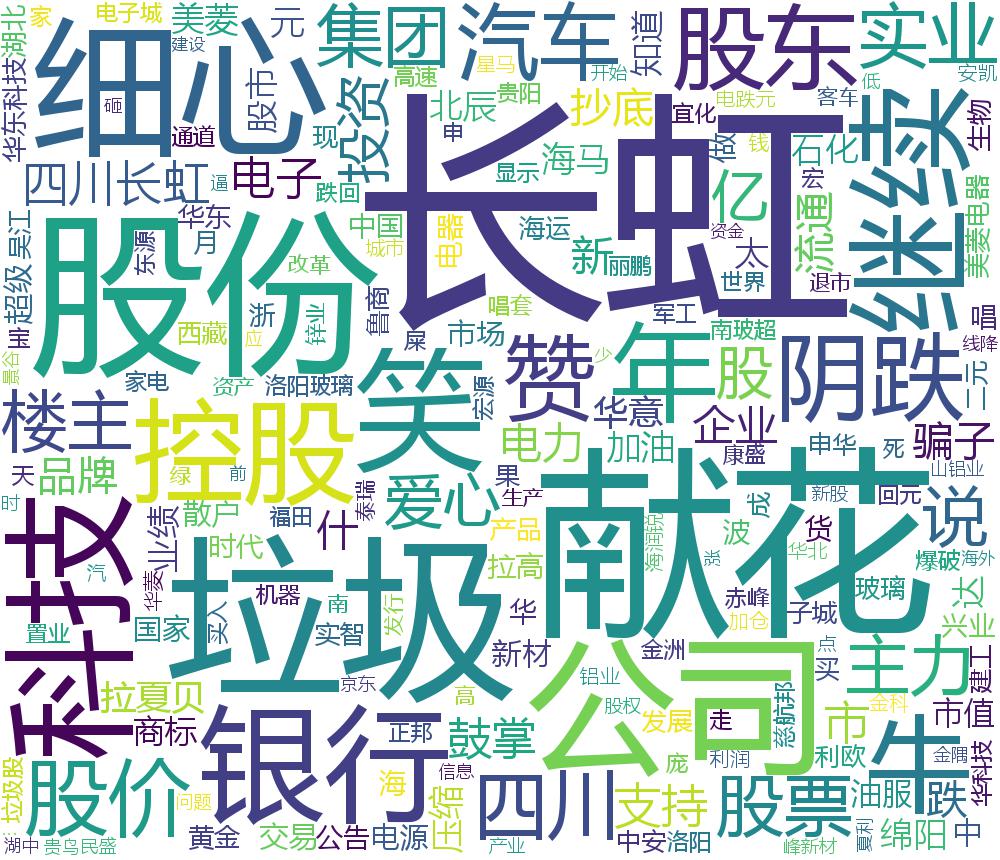 家
电子城
美菱
元
集团
汽车
股东
实业
湖北
建设
细心
股市
高速
星马
开始
知道
低
安凯
华东科技
砸
通道
现
投资
北辰
贵阳
抄底
电跌元
宜化
客车
继续卖
生物
四川长虹
电子
申
显示
海马
做
钱
石化
逼
跌回
长虹
亿
宏
吴江
超级
华东
月
中国
电器
海运
新
丽鹏
资金
太
流通
美菱电器
股份
东源
改革
城市
世界
退市
宝
西藏
浙
锌业
鲁商
唱套
市场
军工
南玻超
唱
景谷
家电
应
屎
少
线降
资产
洛阳玻璃
笑
宏源
赞
年
股
阴跌
二元
楼主
控股
华意
企业
电力
加油
康盛
申华
死
骗子
天
品牌
绿
前
泰瑞
爱心
果
生产
献花
新股
回元
山铝业
时
科技
业绩
散户
福田
什
产品
海润锐
波
成
货
说
时代
拉高
张
华北
爆破
海外
汽
华菱
垃圾
机器
南
发行
华
赤峰
子城
玻璃
达
置业
国家
买入
实智
新材
金洲
加仓
点
买
主力
兴业
建工
拉夏贝
京东
高
公司
铝业
股权
慈航邦
金科
商标
银行
正邦
鼓掌
发展
走
市
牛
市值
垃圾股
股价
海
信息
庞
利润
利欧
金隅
华科技
问题
压缩
四川
支持
股票
油服
跌
湖中
贵鸟民盛
黄金
交易
公告
电源
产业
中安
洛阳
峰新材
夏利
绵阳
中